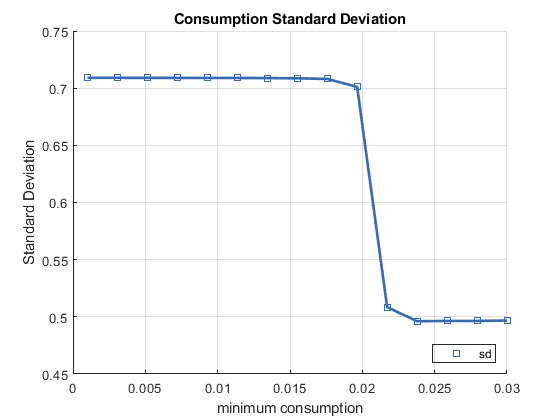 Consumption Standard Deviation
0.75
0.7
0.65
0.6
0.55
0.5
0.45
Standard Deviation
sd
0 0.005 0.01 0.015 0.02 0.025 0.03
minimum consumption